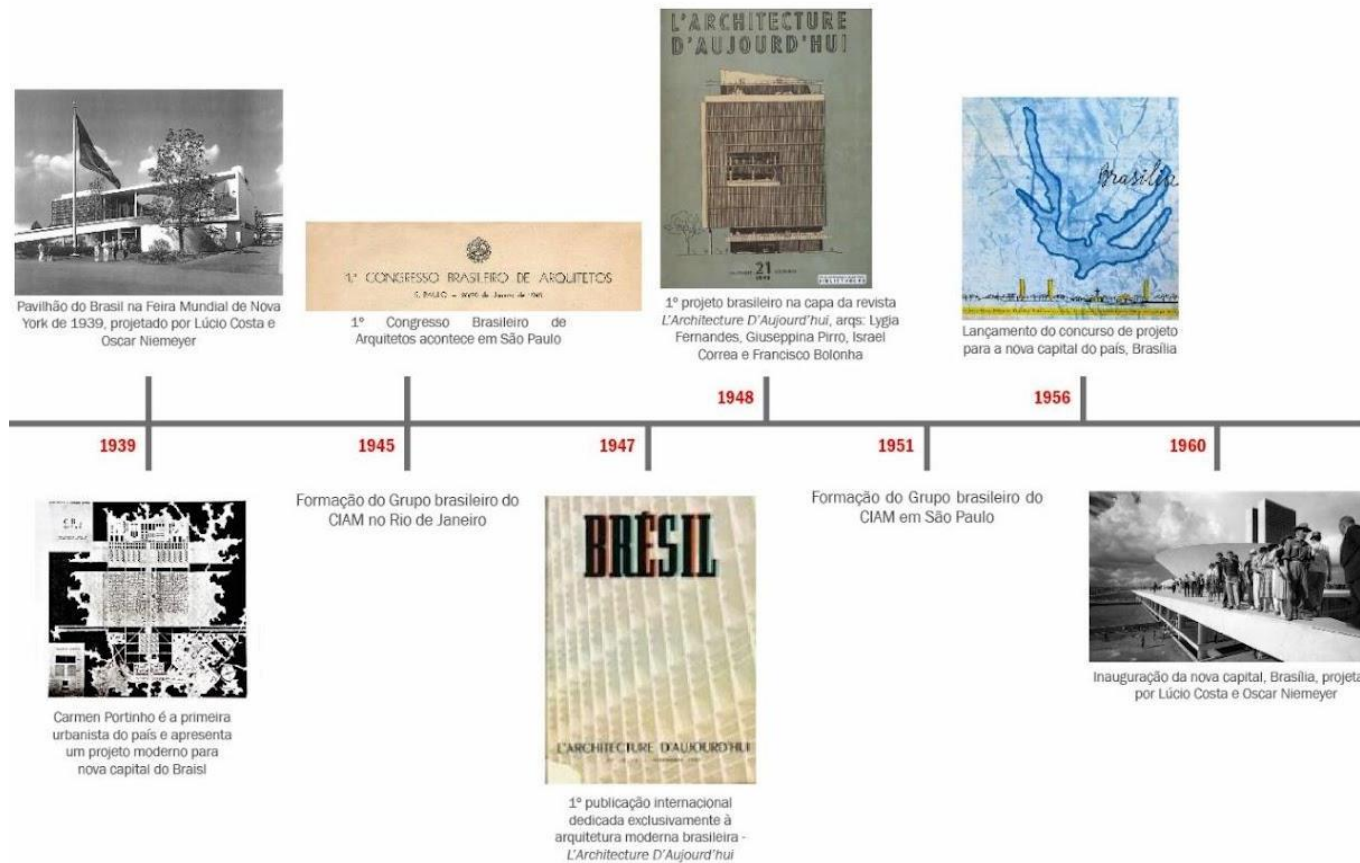 L'ARCHITECTURE
D'AUJOURD'HUI
21
Brasilia
1.º CONGRESSO BRASILEIRO DE ARQUITETOS
Pavilhão do Brasil na Feira Mundial de Nova
York de 1939, projetado por Lúcio Costa e
Oscar Niemeyer
1º Congresso Brasileiro de
Arquitetos acontece em São Paulo
1º projeto brasileiro na capa da revista
L'Architecture D'Aujourd'hui, arqs: Lygia
Fernandes, Giuseppina Pirro, Israel
Correa e Francisco Bolonha
Lançamento do concurso de projeto
para a nova capital do país, Brasília
1948
1956
1939
1945
1947
1951
1960
Formação do Grupo brasileiro do
CIAM no Rio de Janeiro
Formação do Grupo brasileiro do
CIAM em São Paulo
BRÉSIL
L'ARCHITECTURE D'AUJOURD'HUI
Carmen Portinho é a primeira
urbanista do país e apresenta
um projeto moderno para
nova capital do Braisl
Inauguração da nova capital, Brasília, projeta
por Lúcio Costa e Oscar Niemeyer
1º publicação internacional
dedicada exclusivamente à
arquitetura moderna brasileira -
L'Architecture D'Aujourd'hui